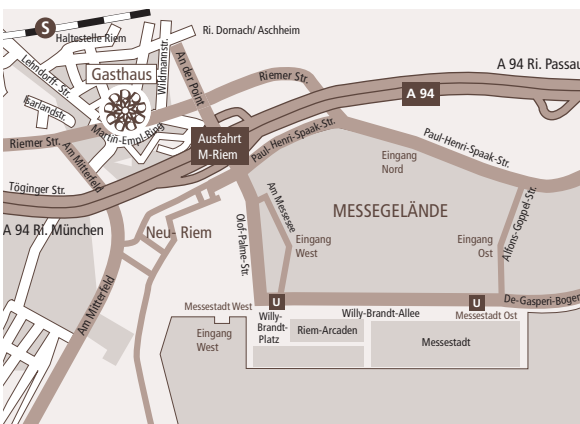 S
Haltestelle Riem
Ri. Dornach/ Aschheim
Lehndorffs-Str.
Wildmannstr.
An der Point
Gasthaus
Isarlandstr.
Martin-Empl-Ring
Riemer Str.
A 94
A 94 Ri. Passau
Riemer Str.
Am Mitterfeld
Ausfahrt
M-Riem
Paul-Henri-Spaak-Str.
Paul-Henri-Spaak-Str.
Eingang
Nord
Töginger Str.
A 94 Ri. München
Neu- Riem
Am Messesee
MESSEGELÄNDE
Olof-Palme-Str.
Eingang
West
Eingang
Ost
Alfons-Goppel-Str.
Am Mitterfeld
U
U
De-Gasperi-Bogen
Messestadt West
Willy-Brandt-Allee
Messestadt Ost
Willy-
Brandt-
Platz
Eingang
West
Riem-Arcaden
Messestadt